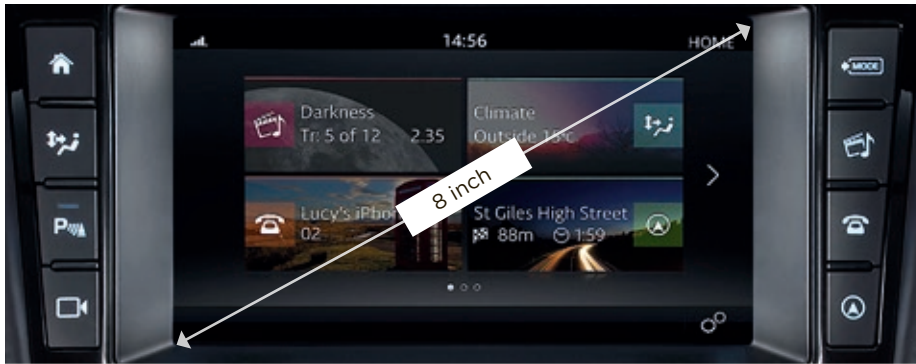 14:56
HOME
Darkness
Tr: 5 of 12 2.35
Climate
Outside 15°c
8 inch
Lucy's
02
St Giles High Street
88m 1:59
MODE
P